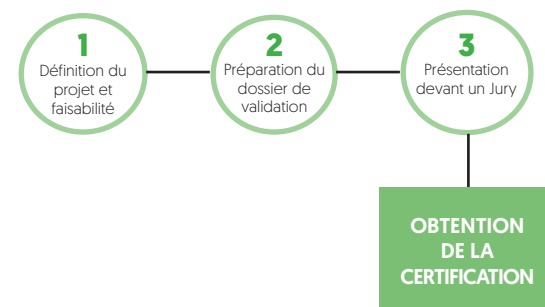 1
Définition du
projet et
faisabilité
2
Préparation du
dossier de
validation
3
Présentation
devant un Jury
OBTENTION
DE LA
CERTIFICATION